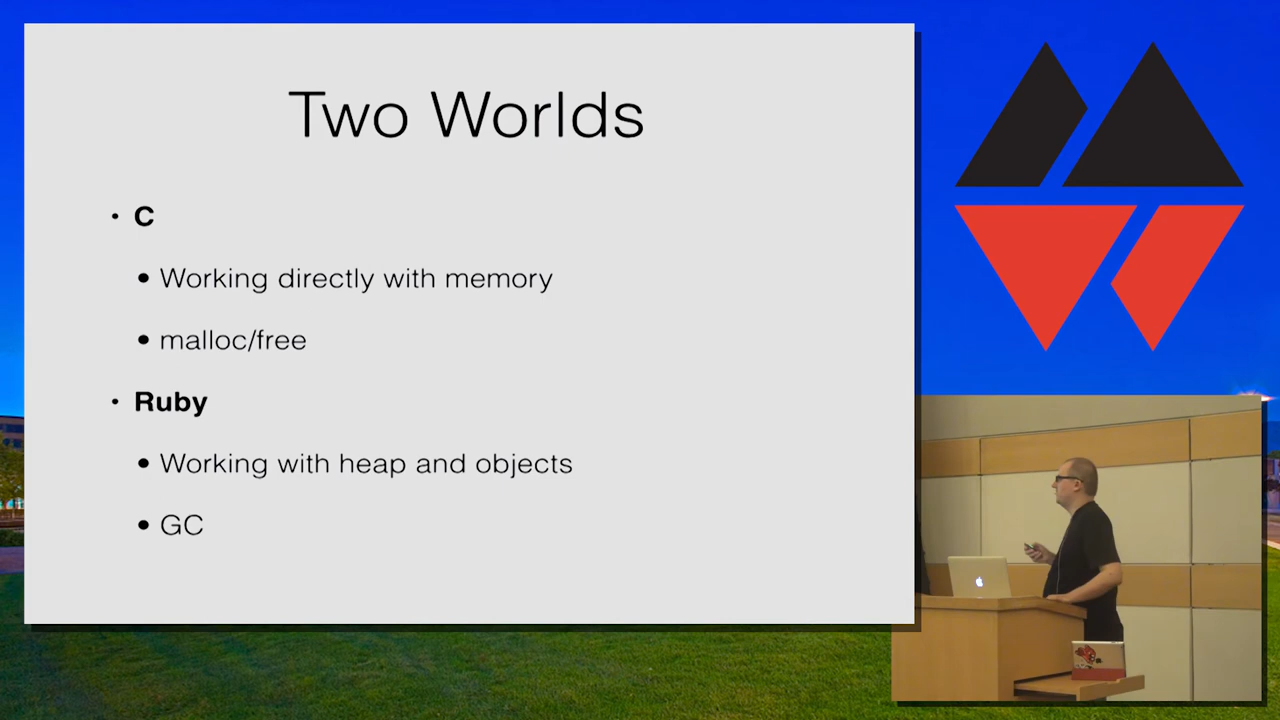 Two Worlds
• C
• Working directly with memory
• malloc/free
• Ruby
• Working with heap and objects
• GC